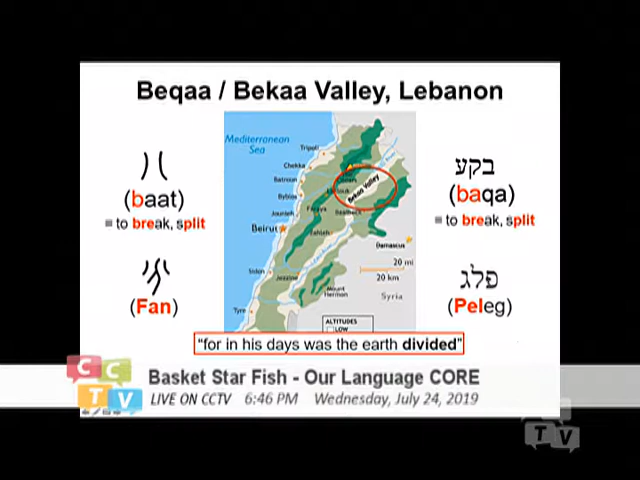 Beqaa / Bekaa Valley, Lebanon
(baat)
≡ to break, split
(Fan)
Mediterranean
Sea
Tripoli
Chekka
Batroun
Byblos
Bekaa Valley
Jounieh
Faraya
Baalbeck
Beirut
Zahleh
Damascus
Sidon
Jezzine
20 mi
20 km
Mount
Hermon
Syria
Tyre
ALTITUDES
LOW
בקע
(baqa)
≡ to break, split
פלג
(Peleg)
“for in his days was the earth divided”
CCTV
Basket Star Fish - Our Language CORE
LIVE ON CCTV 6:46 PM Wednesday, July 24, 2019
TV